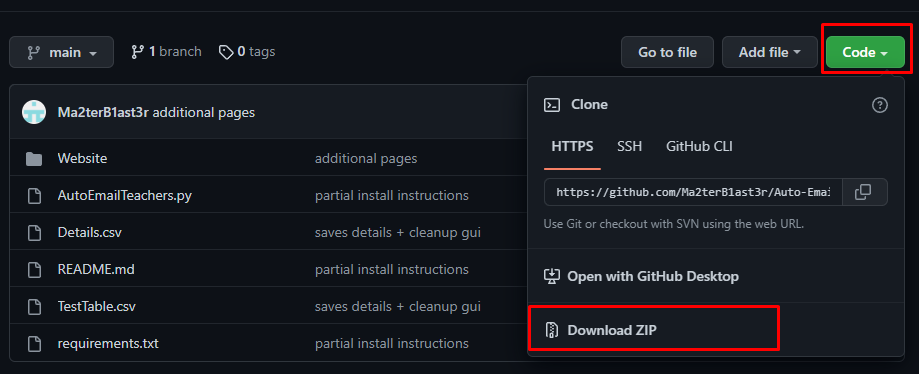 main
1 branch
0 tags
Go to file
Add file
Code
Ma2terB1ast3r additional pages
Website additional pages
AutoEmailTeachers.py partial install instructions
Details.csv saves details + cleanup gui
README.md partial install instructions
TestTable.csv saves details + cleanup gui
requirements.txt partial install instructions
Clone
HTTPS SSH GitHub CLI
https://github.com/Ma2terB1ast3r/Auto-Emai
Use Git or checkout with SVN using the web URL.
Open with GitHub Desktop
Download ZIP